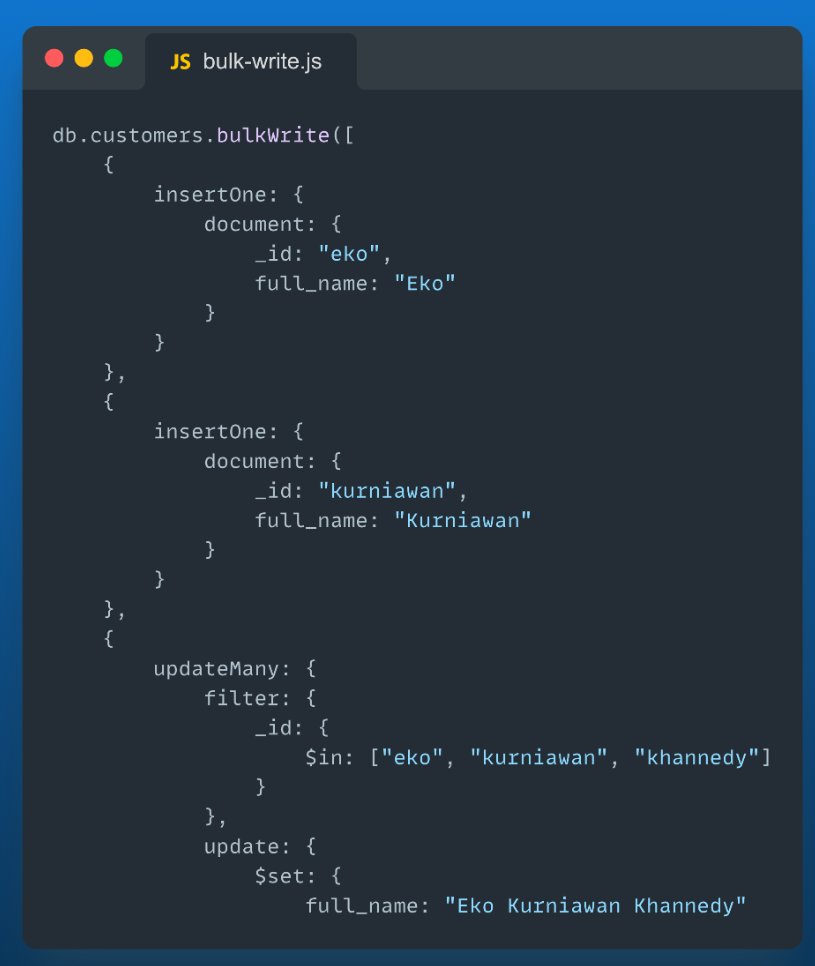 JS bulk-write.js
db.customers.bulkWrite([
    {
        insertOne: {
            document: {
                _id: "eko",
                full_name: "Eko"
            }
        }
    },
    {
        insertOne: {
            document: {
                _id: "kurniawan",
                full_name: "Kurniawan"
            }
        }
    },
    {
        updateMany: {
            filter: {
                _id: {
                    $in: ["eko", "kurniawan", "khannedy"]
                }
            },
            update: {
                $set: {
                    full_name: "Eko Kurniawan Khannedy"